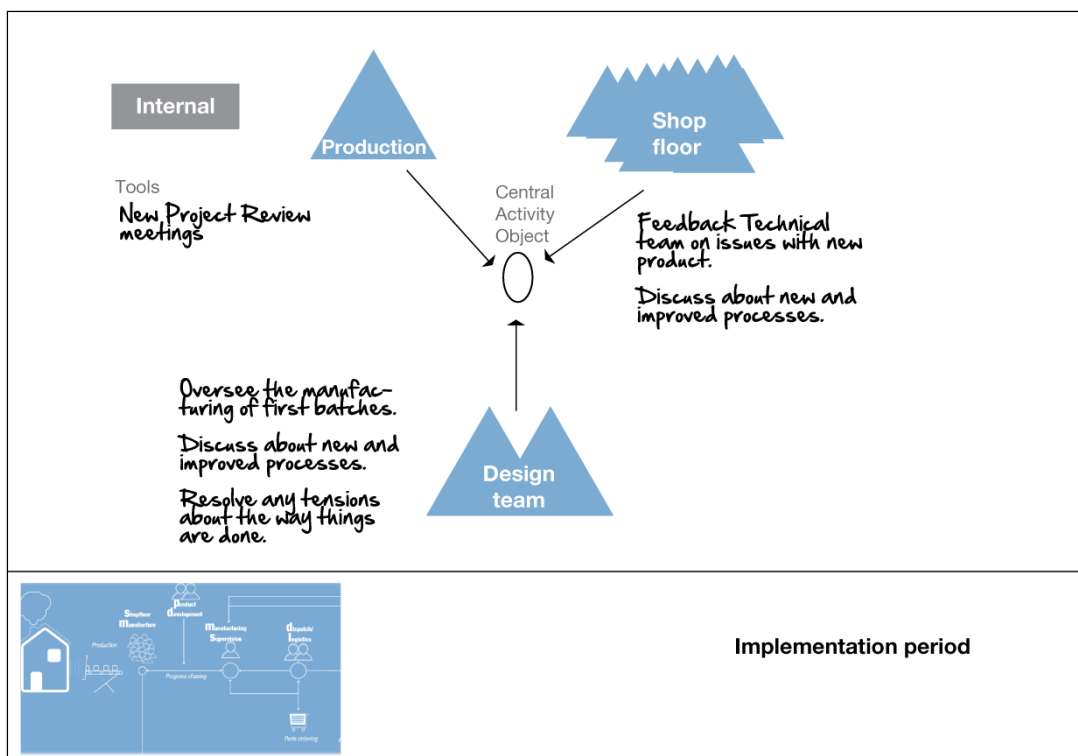 Internal
Production
Shop
floor
Tools
New Project Review
meetings
Central
Activity
Object
Feedback Technical
team on issues with new
product.
Discuss about new and
improved processes.
Oversee the manufac-
turing of first batches.
Discuss about new and
improved processes.
Resolve any tensions
about the way things
are done.
Design
team
product
development
Shopfloor
manufacture
manufacturing
Supervision
dispatch/
logistics
Production
Progress chasing
Parts ordering
Implementation period